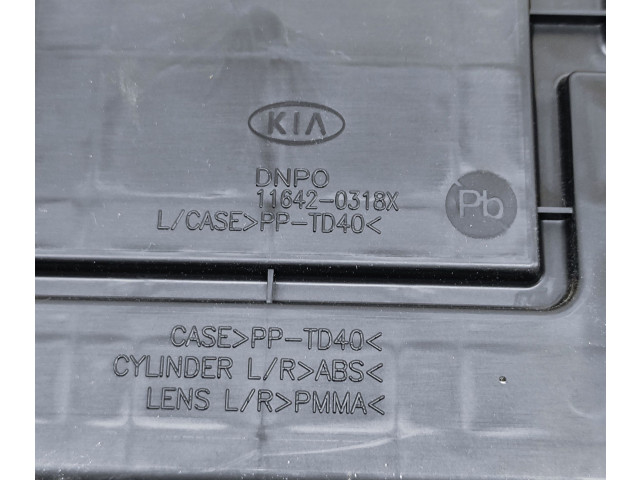 KIA
DNPO
11642-0318X
L/CASE>PP-TD40<
Pb
CASE>PP-TD40<
CYLINDER L/R>ABS<
LENS L/R>PMMA<